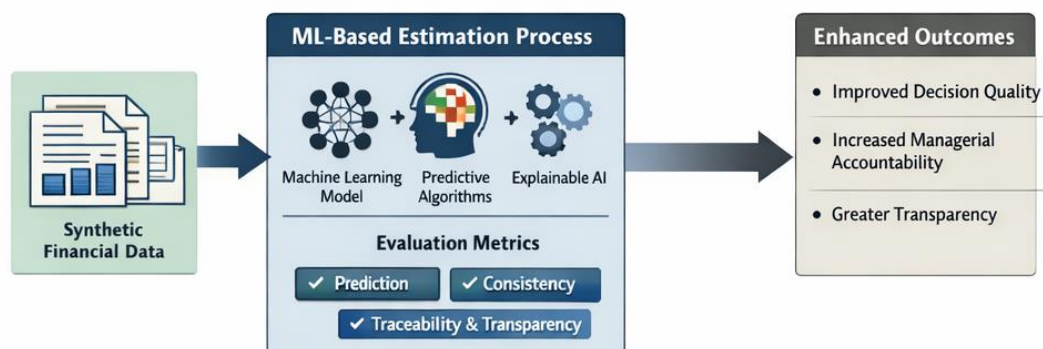 Synthetic
Financial Data
ML-Based Estimation Process
Machine Learning
Model
Predictive
Algorithms
Explainable AI
Evaluation Metrics
✓ Prediction
✓ Consistency
✓ Traceability & Transparency
Enhanced Outcomes
• Improved Decision Quality
• Increased Managerial
Accountability
• Greater Transparency